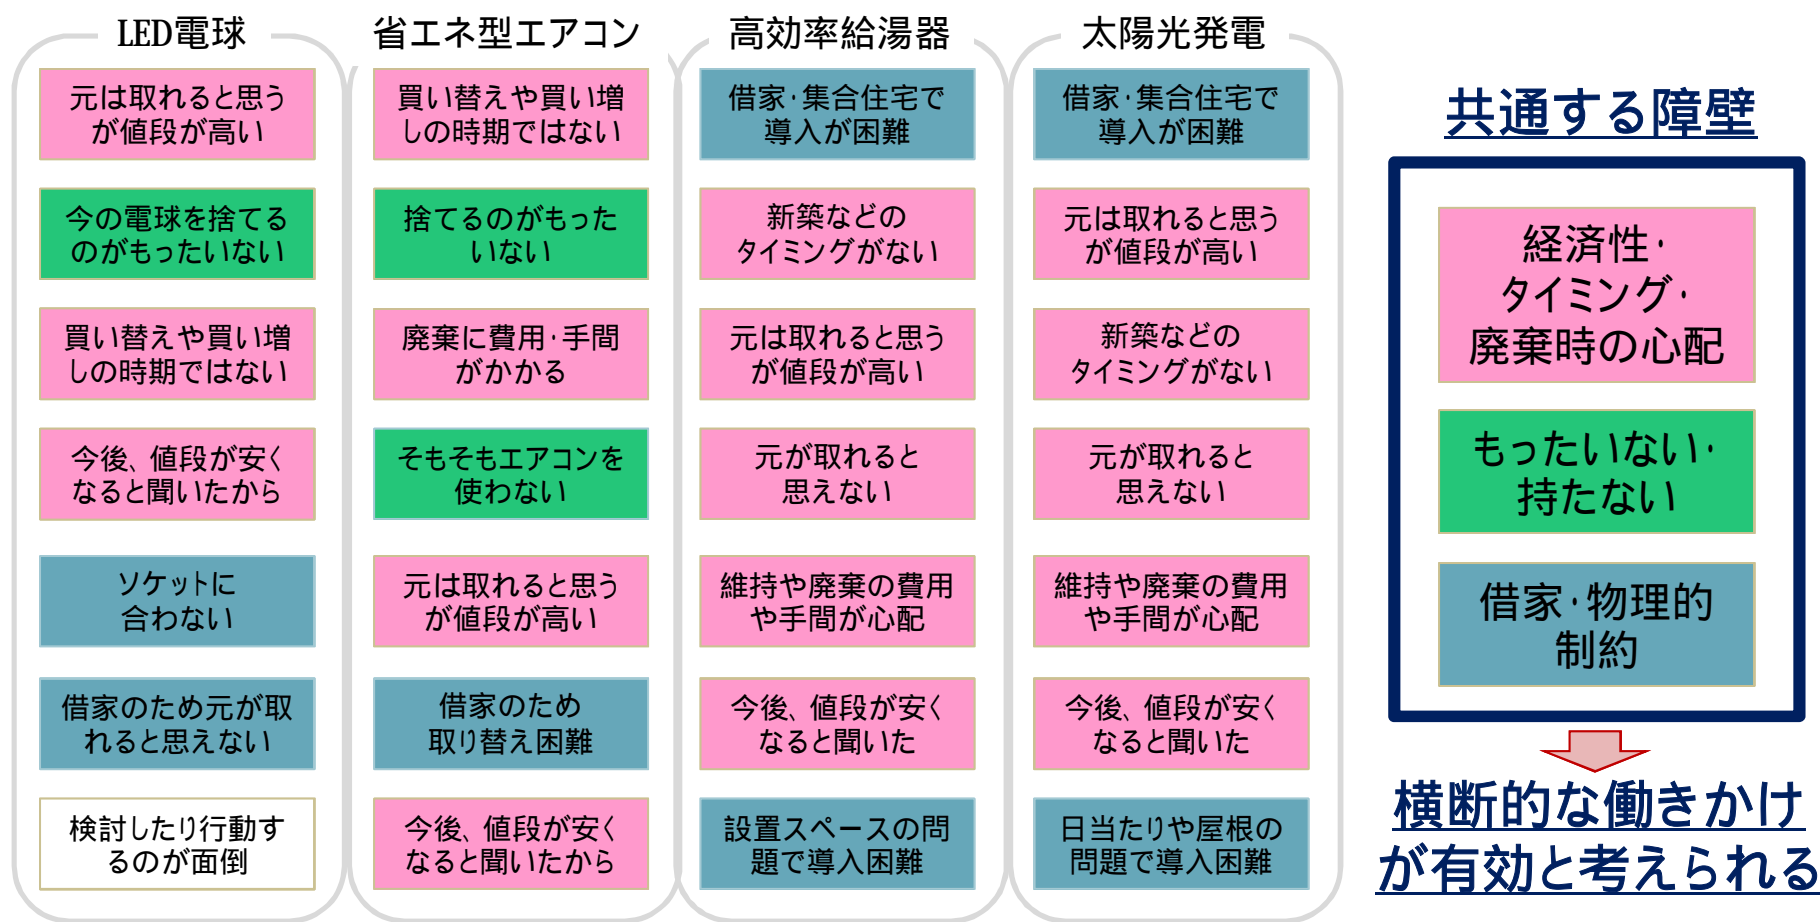 LED電球
元は取れると思う
が値段が高い
今の電球を捨てる
のがもったいない
買い替えや買い増
しの時期ではない
今後、値段が安く
なると聞いたから
ソケットに
合わない
借家のため元が取
れると思えない
検討したり行動す
るのが面倒
省エネ型エアコン
買い替えや買い増
しの時期ではない
捨てるのがもった
いない
廃棄に費用・手間
がかかる
そもそもエアコンを
使わない
元は取れると思う
が値段が高い
借家のため
取り替え困難
今後、値段が安く
なると聞いたから
高効率給湯器
借家・集合住宅で
導入が困難
新築などの
タイミングがない
元は取れると思う
が値段が高い
元が取れると
思えない
維持や廃棄の費用
や手間が心配
今後、値段が安く
なると聞いた
設置スペースの問
題で導入困難
太陽光発電
借家・集合住宅で
導入が困難
元は取れると思う
が値段が高い
新築などの
タイミングがない
元が取れると
思えない
維持や廃棄の費用
や手間が心配
今後、値段が安く
なると聞いた
日当たりや屋根の
問題で導入困難
共通する障壁
経済性・
タイミング・
廃棄時の心配
もったいない・
持たない
借家・物理的
制約
横断的な働きかけ
が有効と考えられる